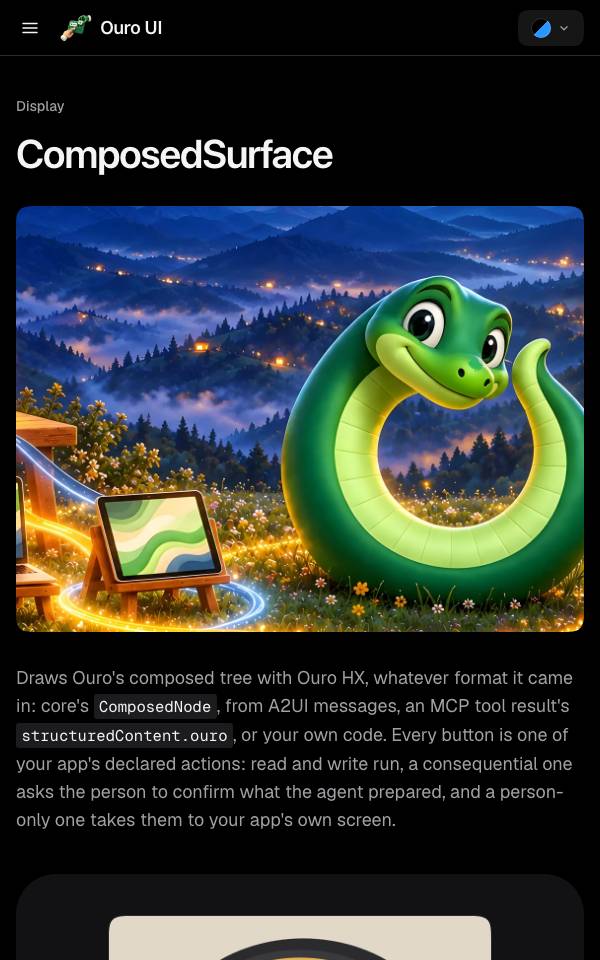 Ouro UI
Display
ComposedSurface
Draws Ouro's composed tree with Ouro HX, whatever format it came
in: core's ComposedNode, from A2UI messages, an MCP tool result's
structuredContent.ouro, or your own code. Every button is one of
your app's declared actions: read and write run, a consequential one
asks the person to confirm what the agent prepared, and a person-
only one takes them to your app's own screen.